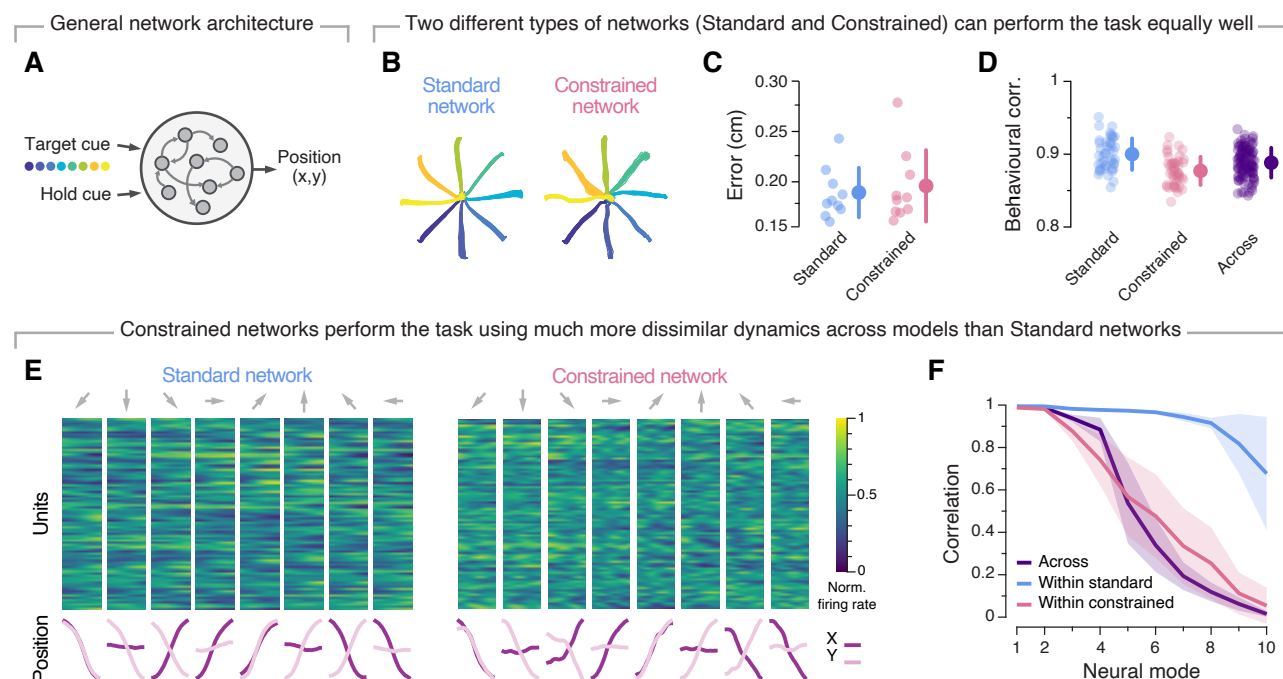 General network architecture
Two different types of networks (Standard and Constrained) can perform the task equally well
A
Target cue
Hold cue
Position
(x,y)
B
Standard
network
Constrained
network
C
Error (cm)
0.30
0.25
0.20
0.15
Standard
Constrained
D
Behavioural corr.
1
0.9
0.8
Standard
Constrained
Across
Constrained networks perform the task using much more dissimilar dynamics across models than Standard networks
E
Standard network
Constrained network
Units
Position
1
0.5
0
Norm.
firing rate
X
Y
F
Correlation
1
0.8
0.6
0.4
0.2
0
Across
Within standard
Within constrained
1 2 4 6 8 10
Neural mode